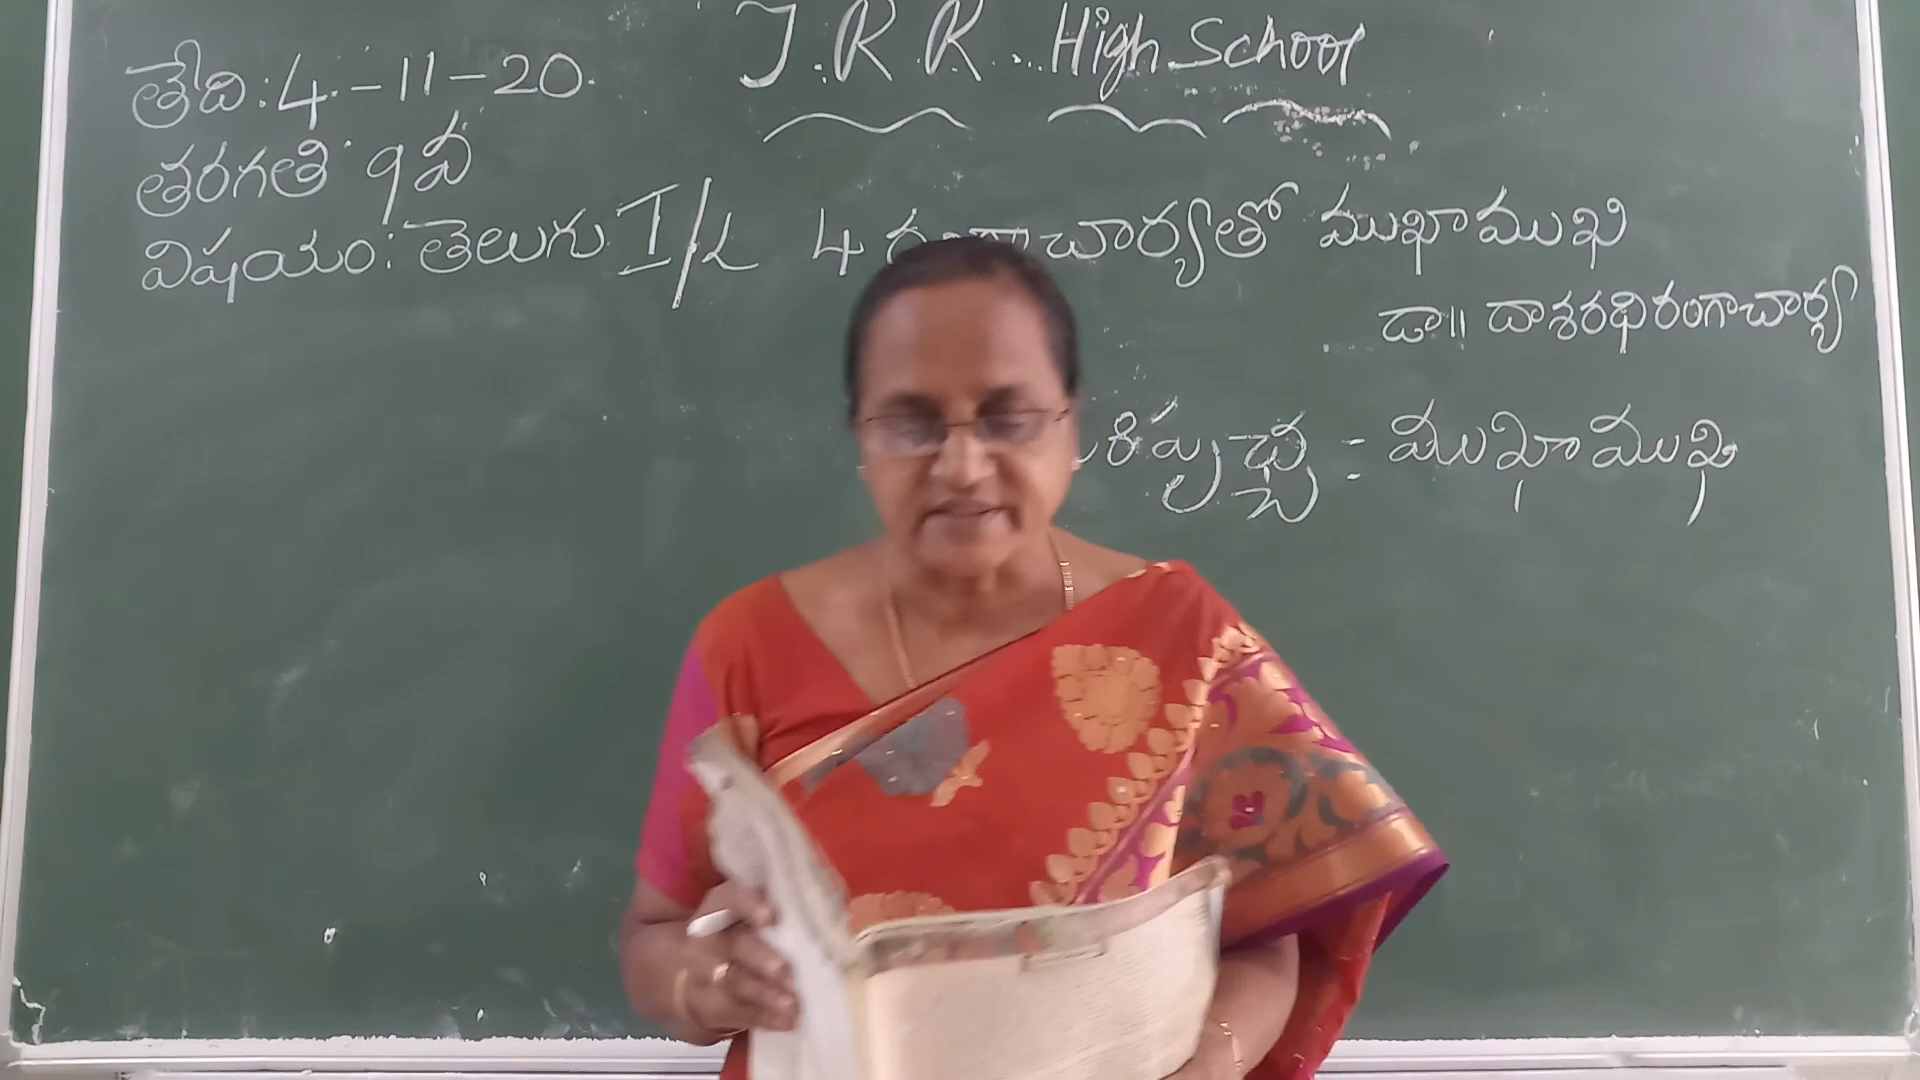 J.R.R... High School
తేది: 4-11-20.
తరగతి 9వ
విషయం: తెలుగు I/L
4 రంగాచార్యతో ముఖాముఖి
డా॥ దాశరథిరంగాచార్య
పృచ్ఛ = ముఖాముఖి